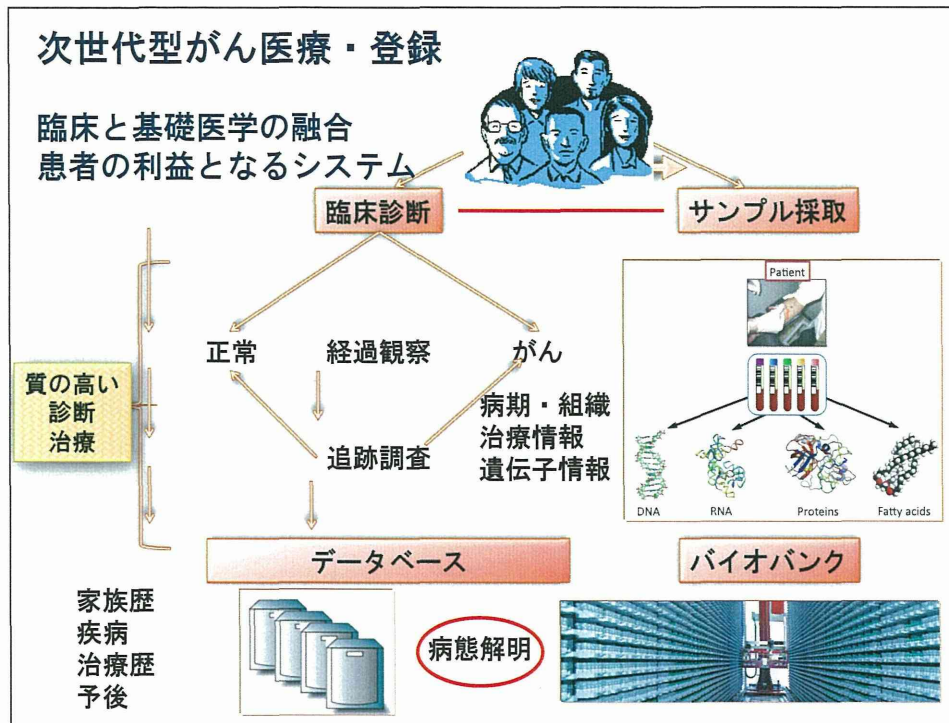 次世代型がん医療・登録
臨床と基礎医学の融合
患者の利益となるシステム
臨床診断
サンプル採取
Patient
正常
経過観察
がん
質の高い
診断
治療
病期・組織
治療情報
遺伝子情報
追跡調査
DNA
RNA
Proteins
Fatty acids
データベース
バイオバンク
家族歴
疾病
治療歴
予後
病態解明